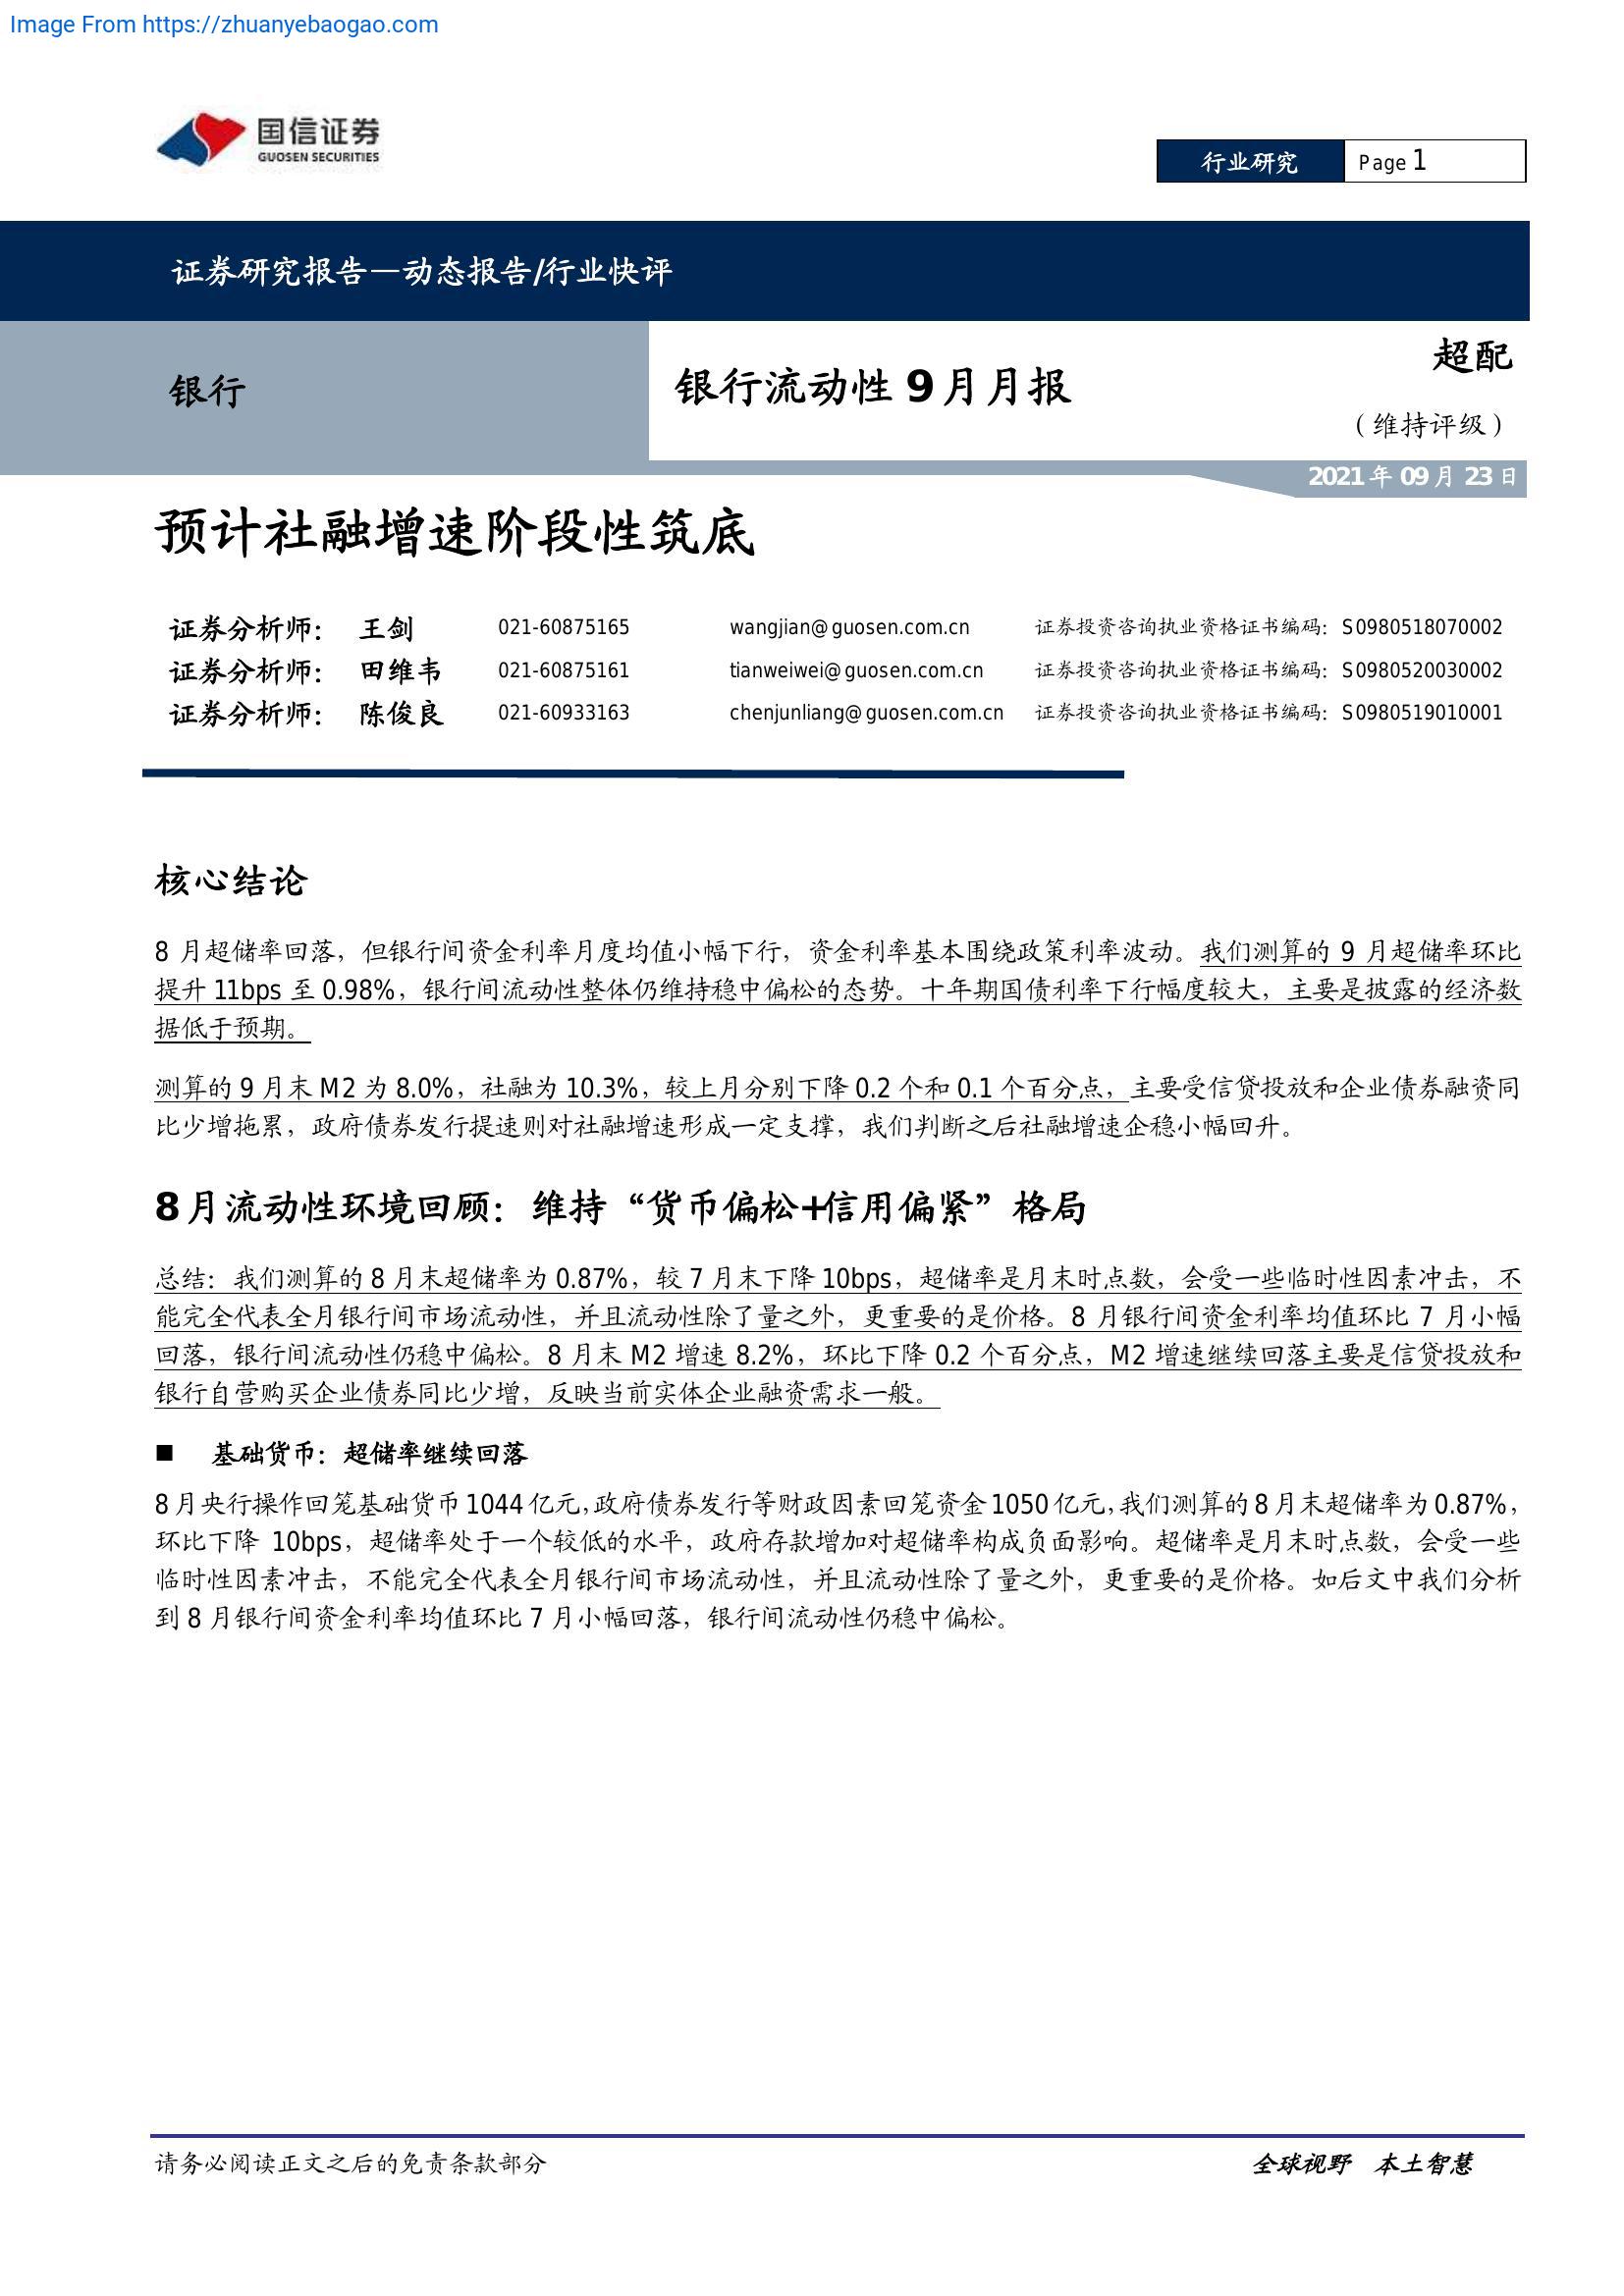 Image From https://zhuanyebaogao.com
国信证券
GUOSEN SECURITIES
行业研究 Page 1
证券研究报告—动态报告/行业快评
银行
银行流动性 9 月月报
超配
（维持评级）
2021 年 09 月 23 日
预计社融增速阶段性筑底
证券分析师： 王剑 021-60875165 wangjian@guosen.com.cn 证券投资咨询执业资格证书编码：S0980518070002
证券分析师： 田维韦 021-60875161 tianweiwei@guosen.com.cn 证券投资咨询执业资格证书编码：S0980520030002
证券分析师： 陈俊良 021-60933163 chenjunliang@guosen.com.cn 证券投资咨询执业资格证书编码：S0980519010001
核心结论
8 月超储率回落，但银行间资金利率月度均值小幅下行，资金利率基本围绕政策利率波动。我们测算的 9 月超储率环比
提升 11bps 至 0.98%，银行间流动性整体仍维持稳中偏松的态势。十年期国债利率下行幅度较大，主要是披露的经济数
据低于预期。
测算的 9 月末 M2 为 8.0%，社融为 10.3%，较上月分别下降 0.2 个和 0.1 个百分点，主要受信贷投放和企业债券融资同
比少增拖累，政府债券发行提速则对社融增速形成一定支撑，我们判断之后社融增速企稳小幅回升。
8 月流动性环境回顾：维持“货币偏松+信用偏紧”格局
总结：我们测算的 8 月末超储率为 0.87%，较 7 月末下降 10bps，超储率是月末时点数，会受一些临时性因素冲击，不
能完全代表全月银行间市场流动性，并且流动性除了量之外，更重要的是价格。8 月银行间资金利率均值环比 7 月小幅
回落，银行间流动性仍稳中偏松。8 月末 M2 增速 8.2%，环比下降 0.2 个百分点，M2 增速继续回落主要是信贷投放和
银行自营购买企业债券同比少增，反映当前实体企业融资需求一般。
■ 基础货币：超储率继续回落
8 月央行操作回笼基础货币 1044 亿元，政府债券发行等财政因素回笼资金 1050 亿元，我们测算的 8 月末超储率为 0.87%，
环比下降 10bps，超储率处于一个较低的水平，政府存款增加对超储率构成负面影响。超储率是月末时点数，会受一些
临时性因素冲击，不能完全代表全月银行间市场流动性，并且流动性除了量之外，更重要的是价格。如后文中我们分析
到 8 月银行间资金利率均值环比 7 月小幅回落，银行间流动性仍稳中偏松。
请务必阅读正文之后的免责条款部分
全球视野 本土智慧